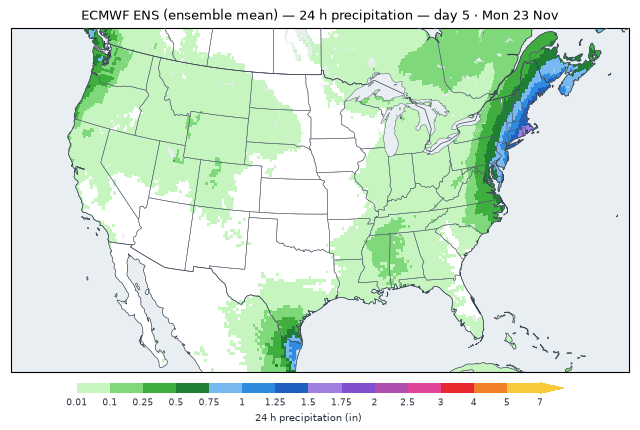 ECMWF ENS (ensemble mean) — 24 h precipitation — day 5 · Mon 23 Nov
0.01 0.1 0.25 0.5 0.75 1 1.25 1.5 1.75 2 2.5 3 4 5 7
24 h precipitation (in)